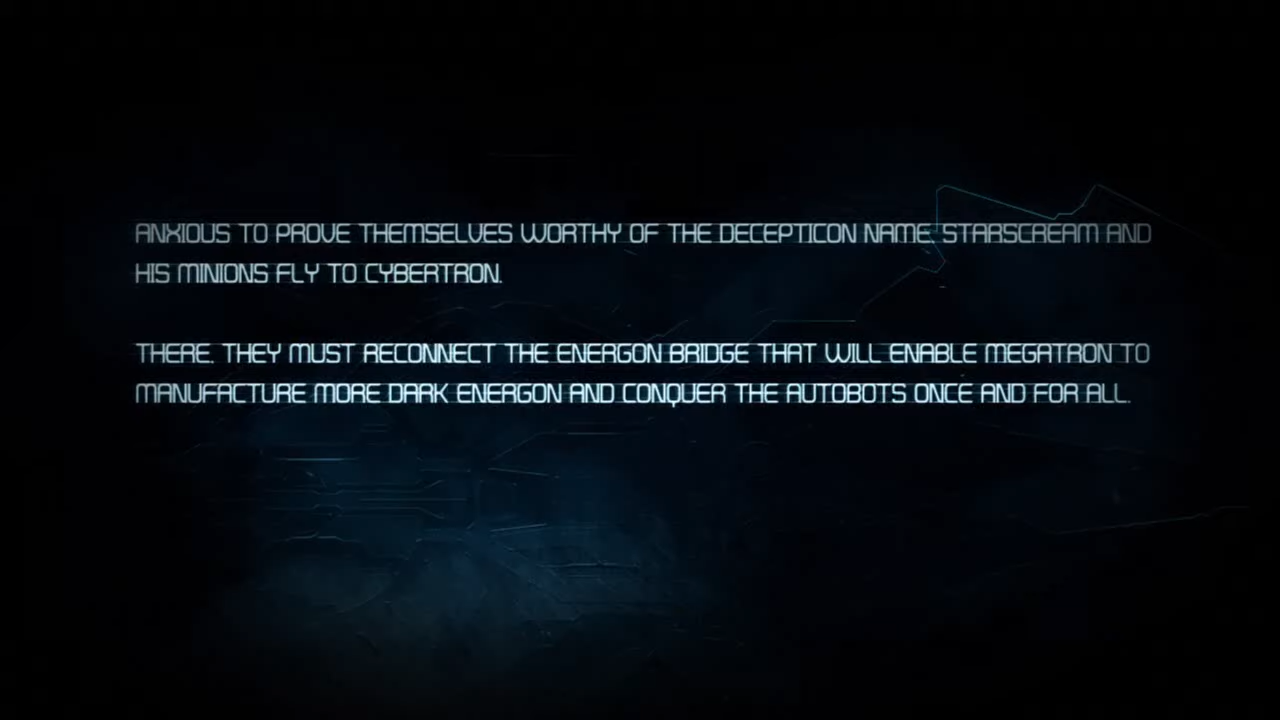 ANXIOUS TO PROVE THEMSELVES WORTHY OF THE DECEPTICON NAME STARSCREAM AND
HIS MINIONS FLY TO CYBERTRON.
THERE, THEY MUST RECONNECT THE ENERGON BRIDGE THAT WILL ENABLE MEGATRON TO
MANUFACTURE MORE DARK ENERGON AND CONQUER THE AUTOBOTS ONCE AND FOR ALL.